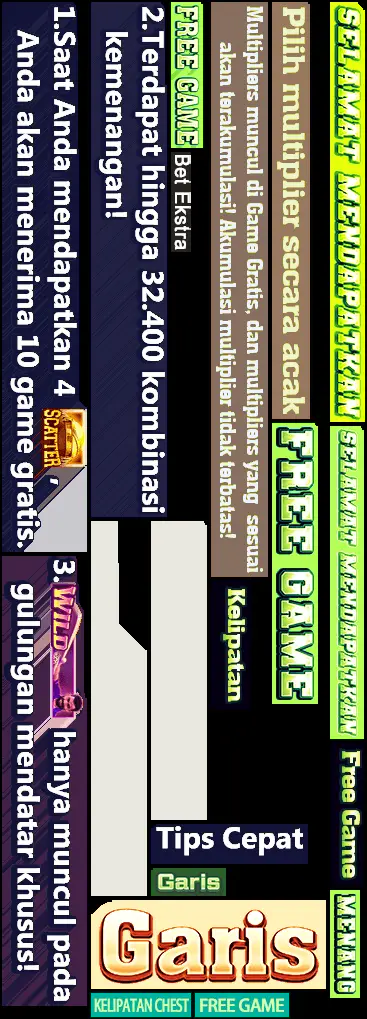 SELAMAT MENDAPATKAN
SELAMAT MENDAPATKAN
Free Game
MENANG
Pilih multiplier secara acak
FREE GAME
Multipliers muncul di Game Gratis, dan multipliers yang sesuai
akan terakumulasi! Akumulasi multiplier tidak terbatas!
Kelipatan
FREE GAME
Bet Ekstra
2.Terdapat hingga 32.400 kombinasi
kemenangan!
1.Saat Anda mendapatkan 4 SCATTER ,
Anda akan menerima 10 game gratis.
3. WILD hanya muncul pada
gulungan mendatar khusus!
Tips Cepat
Garis
Garis
KELIPATAN CHEST
FREE GAME